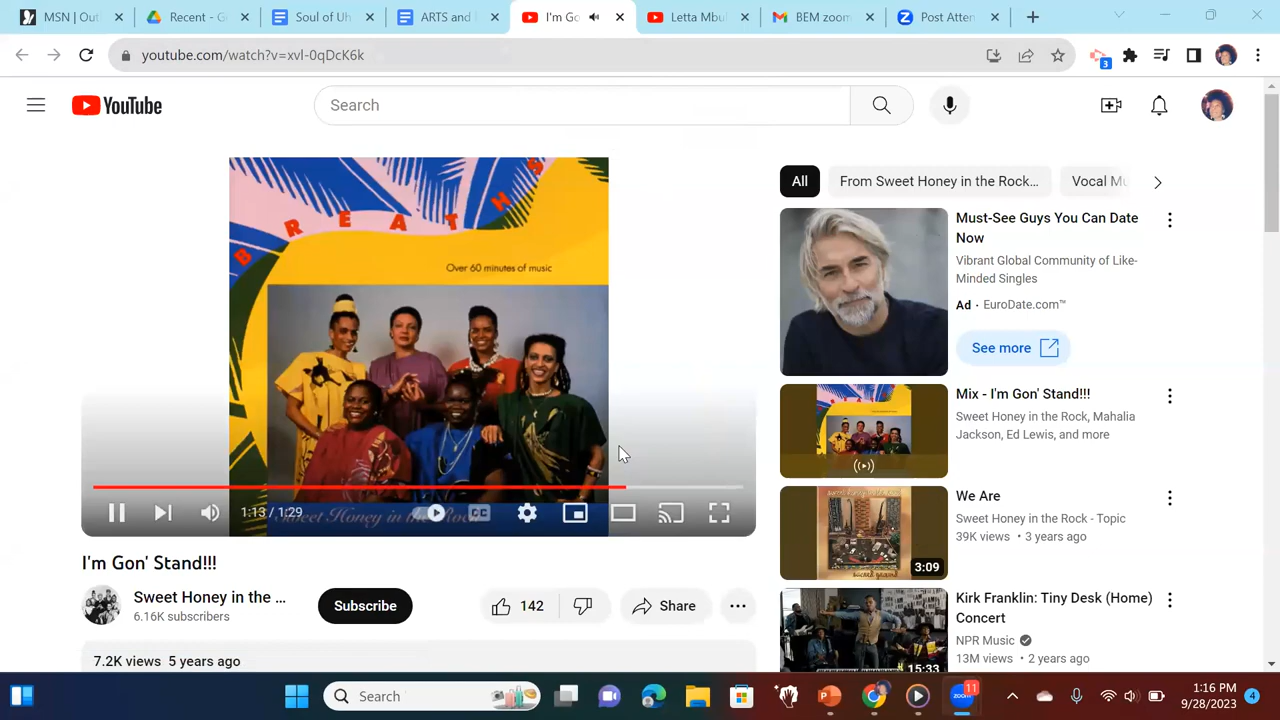 MSN | Out
Recent - G
Soul of
ARTS and
I'm Go
Letta Mbu
BEM zoom
Post Atten
youtube.com/watch?v=xvl-0qDcK6k
3
YouTube
Search
BREATHS
Over 60 minutes of music
Sweet Honey in the Rock
1:13 / 1:29
CC
I'm Gon' Stand!!!
Sweet Honey in the ...
6.16K subscribers
Subscribe
142
Share
7.2K views 5 years ago
All
From Sweet Honey in the Rock...
Vocal Mu
Must-See Guys You Can Date
Now
Vibrant Global Community of Like-
Minded Singles
Ad · EuroDate.com™
See more
Mix - I'm Gon' Stand!!!
Sweet Honey in the Rock, Mahalia
Jackson, Ed Lewis, and more
We Are
Sweet Honey in the Rock - Topic
39K views • 3 years ago
3:09
Kirk Franklin: Tiny Desk (Home)
Concert
NPR Music
13M views • 2 years ago
15:33
Search
zoom
11
1:16 PM
9/28/2023
4